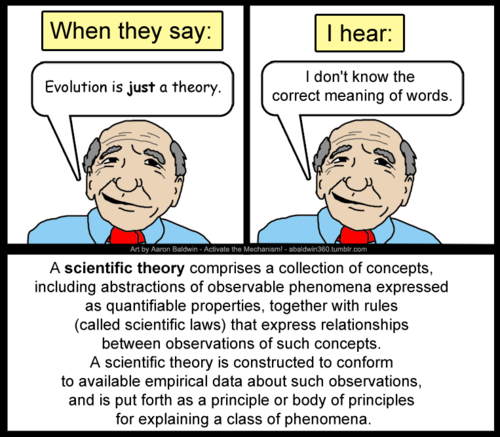 When they say:
Evolution is just a theory.
I hear:
I don't know the
correct meaning of words.
Art by Aaron Baldwin - Activate the Mechanism! - abaldwin360.tumblr.com
A scientific theory comprises a collection of concepts,
including abstractions of observable phenomena expressed
as quantifiable properties, together with rules
(called scientific laws) that express relationships
between observations of such concepts.
A scientific theory is constructed to conform
to available empirical data about such observations,
and is put forth as a principle or body of principles
for explaining a class of phenomena.